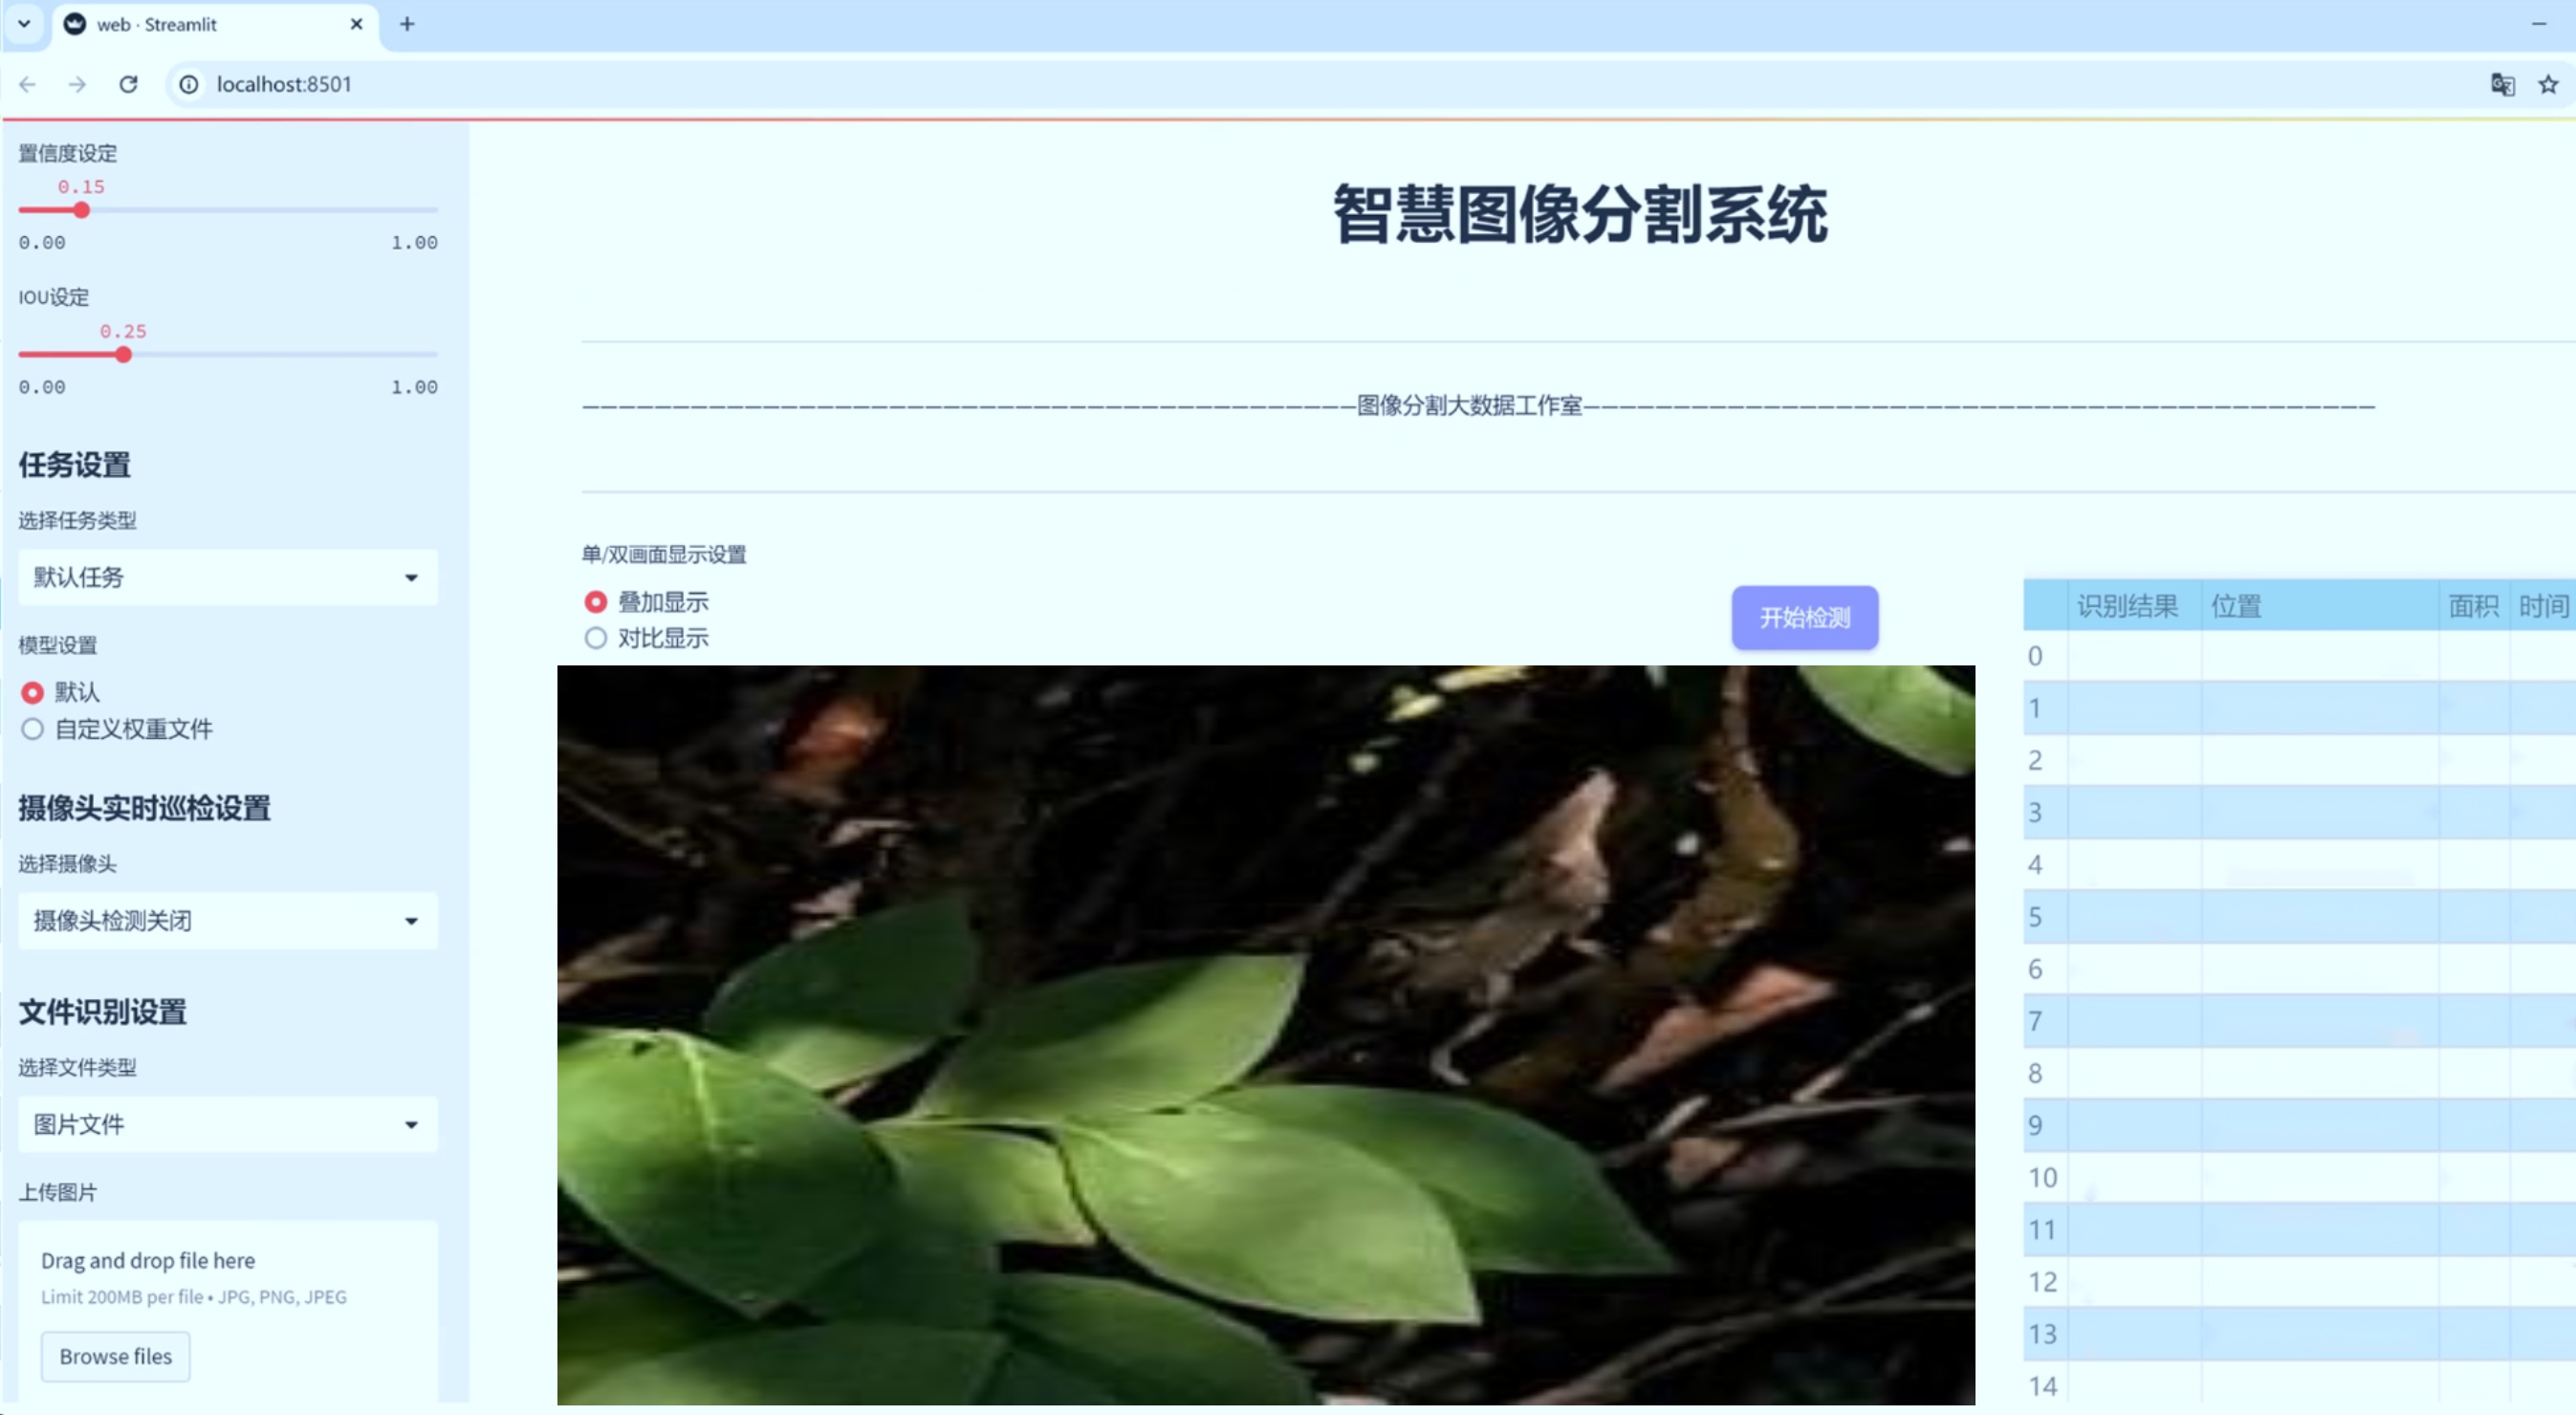 web · Streamlit
localhost:8501
置信度设定
0.15
0.00 1.00
IOU设定
0.25
0.00 1.00
任务设置
选择任务类型
默认任务
模型设置
默认
自定义权重文件
摄像头实时巡检设置
选择摄像头
摄像头检测关闭
文件识别设置
选择文件类型
图片文件
上传图片
Drag and drop file here
Limit 200MB per file • JPG, PNG, JPEG
Browse files
智慧图像分割系统
———————————————————————————————————————————图像分割大数据工作室————————————————————————————————————————————
单/双画面显示设置
叠加显示
对比显示
开始检测
识别结果 位置 面积 时间
0
1
2
3
4
5
6
7
8
9
10
11
12
13
14